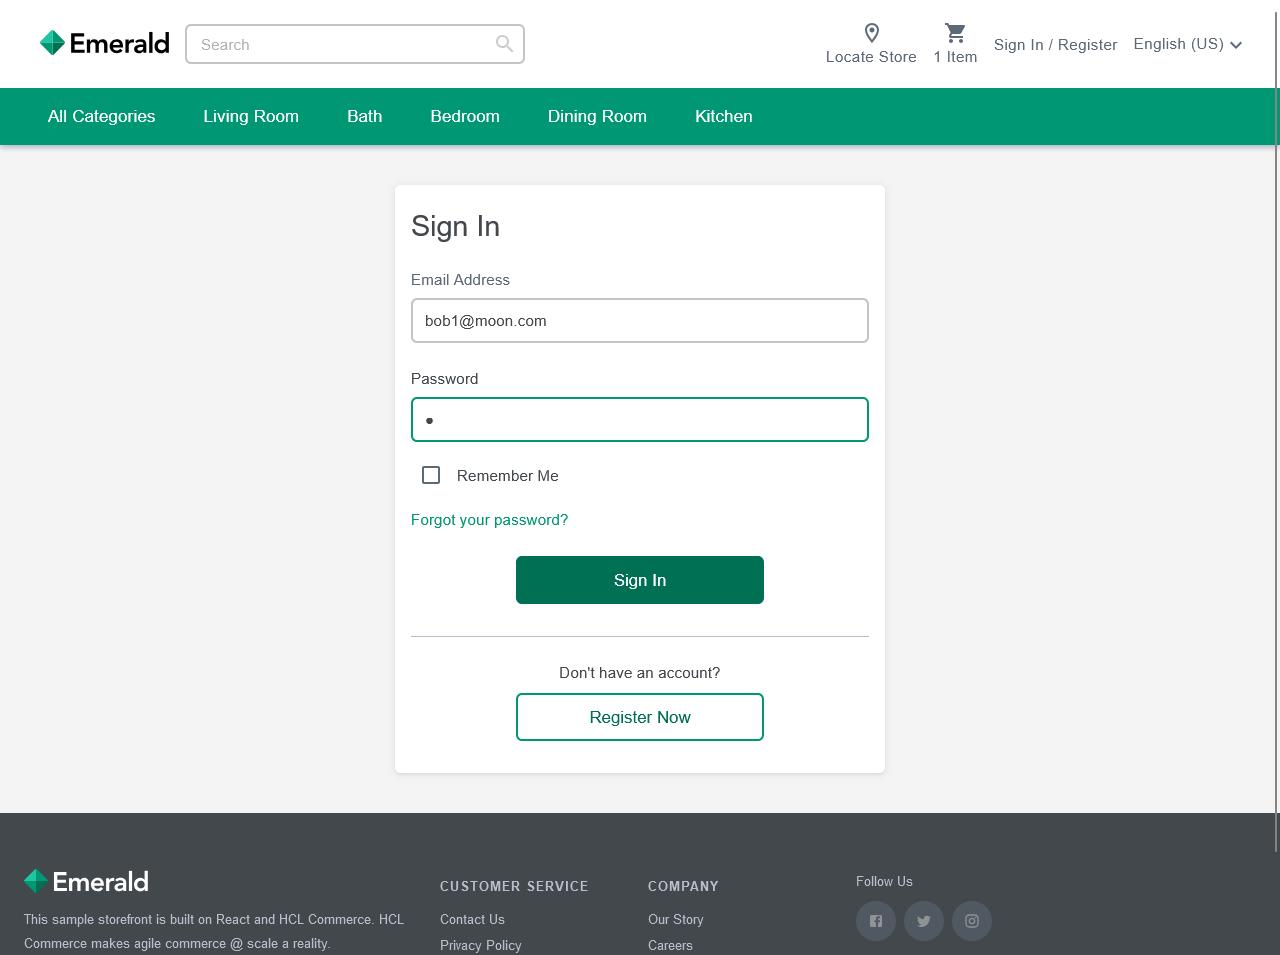 Emerald
Search
Locate Store
1 Item
Sign In / Register
English (US)
All Categories
Living Room
Bath
Bedroom
Dining Room
Kitchen
Sign In
Email Address
bob1@moon.com
Password
Remember Me
Forgot your password?
Sign In
Don't have an account?
Register Now
Emerald
This sample storefront is built on React and HCL Commerce. HCL
Commerce makes agile commerce @ scale a reality.
CUSTOMER SERVICE
Contact Us
Privacy Policy
COMPANY
Our Story
Careers
Follow Us